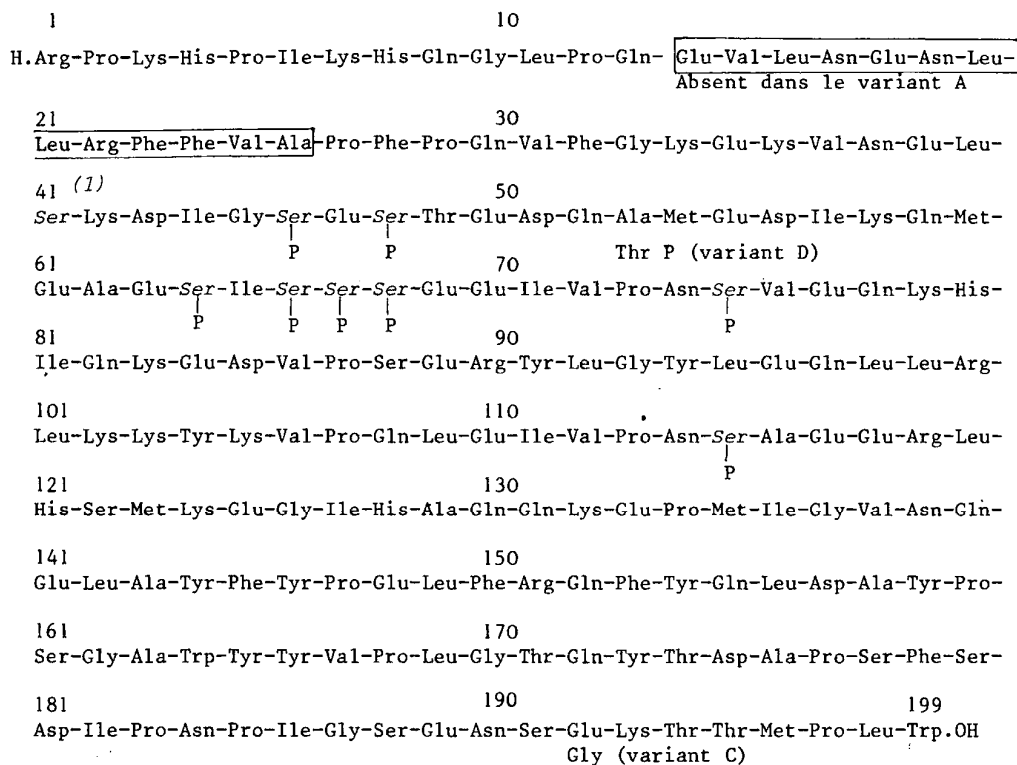 1 10
H.Arg-Pro-Lys-His-Pro-Ile-Lys-His-Gln-Gly-Leu-Pro-Gln- Glu-Val-Leu-Asn-Glu-Asn-Leu-
Absent dans le variant A
21 30
Leu-Arg-Phe-Phe-Val-Ala-Pro-Phe-Pro-Gln-Val-Phe-Gly-Lys-Glu-Lys-Val-Asn-Glu-Leu-
41 (1) 50
Ser-Lys-Asp-Ile-Gly-Ser-Glu-Ser-Thr-Glu-Asp-Gln-Ala-Met-Glu-Asp-Ile-Lys-Gln-Met-
P P Thr P (variant D)
61 70
Glu-Ala-Glu-Ser-Ile-Ser-Ser-Ser-Glu-Glu-Ile-Val-Pro-Asn-Ser-Val-Glu-Gln-Lys-His-
P P P P P
81 90
Ile-Gln-Lys-Glu-Asp-Val-Pro-Ser-Glu-Arg-Tyr-Leu-Gly-Tyr-Leu-Glu-Gln-Leu-Leu-Arg-
101 110
Leu-Lys-Lys-Tyr-Lys-Val-Pro-Gln-Leu-Glu-Ile-Val-Pro-Asn-Ser-Ala-Glu-Glu-Arg-Leu-
P
121 130
His-Ser-Met-Lys-Glu-Gly-Ile-His-Ala-Gln-Gln-Lys-Glu-Pro-Met-Ile-Gly-Val-Asn-Gln-
141 150
Glu-Leu-Ala-Tyr-Phe-Tyr-Pro-Glu-Leu-Phe-Arg-Gln-Phe-Tyr-Gln-Leu-Asp-Ala-Tyr-Pro-
161 170
Ser-Gly-Ala-Trp-Tyr-Tyr-Val-Pro-Leu-Gly-Thr-Gln-Tyr-Thr-Asp-Ala-Pro-Ser-Phe-Ser-
181 190 199
Asp-Ile-Pro-Asn-Pro-Ile-Gly-Ser-Glu-Asn-Ser-Glu-Lys-Thr-Thr-Met-Pro-Leu-Trp.OH
Gly (variant C)